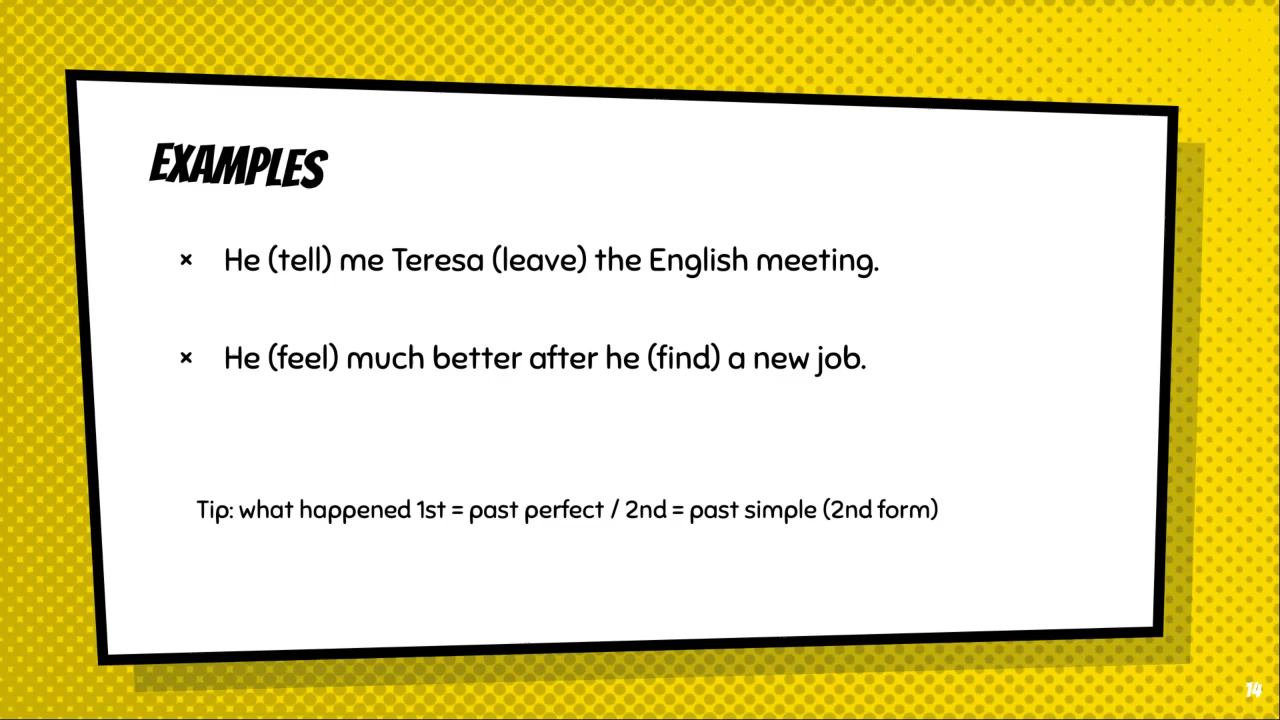 EXAMPLES
× He (tell) me Teresa (leave) the English meeting.
× He (feel) much better after he (find) a new job.
Tip: what happened 1st = past perfect / 2nd = past simple (2nd form)
14